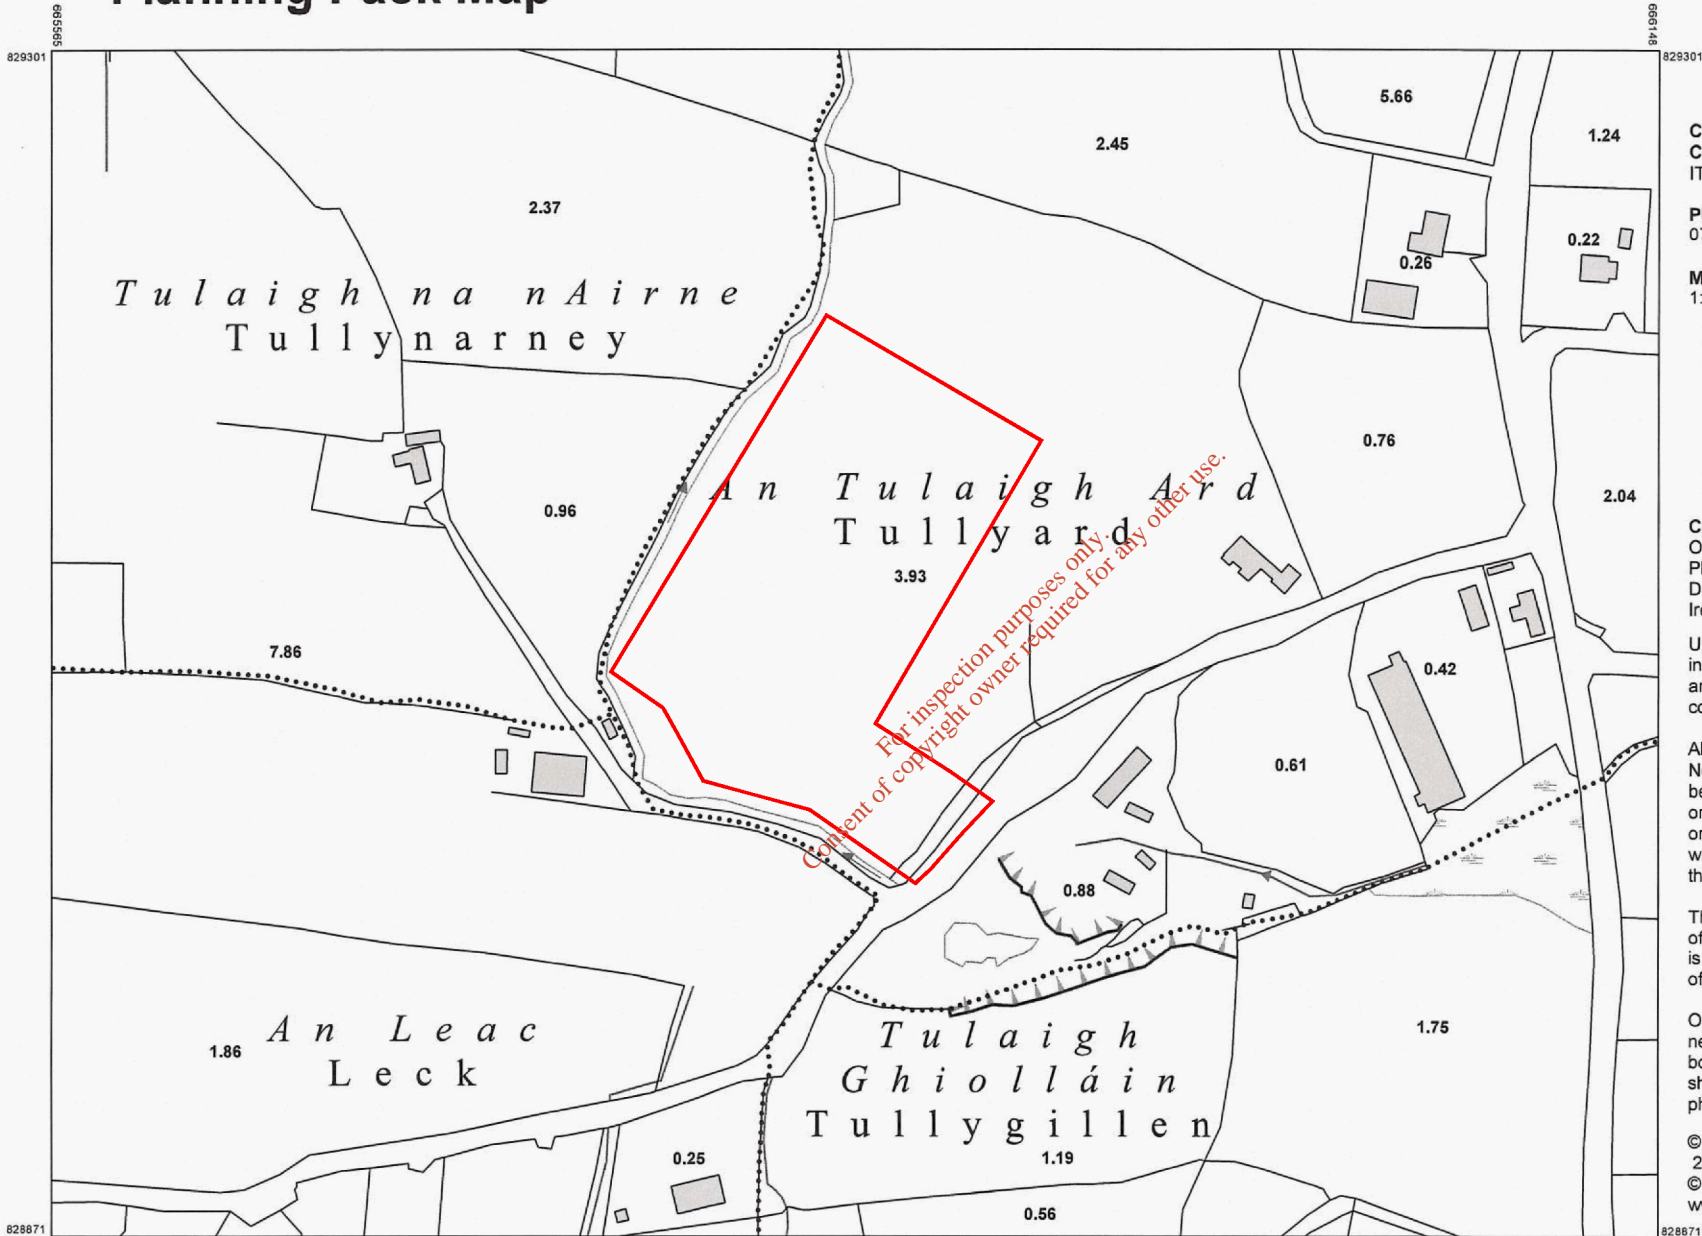 Planning Pack Map
665565
666148
829301
829301
5.66
1.24
2.45
2.37
0.22
0.26
Tulaigh na nAirne
Tullynarney
0.76
An Tulaigh Ard
Tullyard
2.04
0.96
3.93
7.86
0.42
0.61
For inspection purposes only.
Consent of copyright owner required for any other use.
0.88
An Leac
Leck
1.86
Tulaigh
Ghiolláin
Tullygillen
1.75
0.25
1.19
0.56
828871
828871